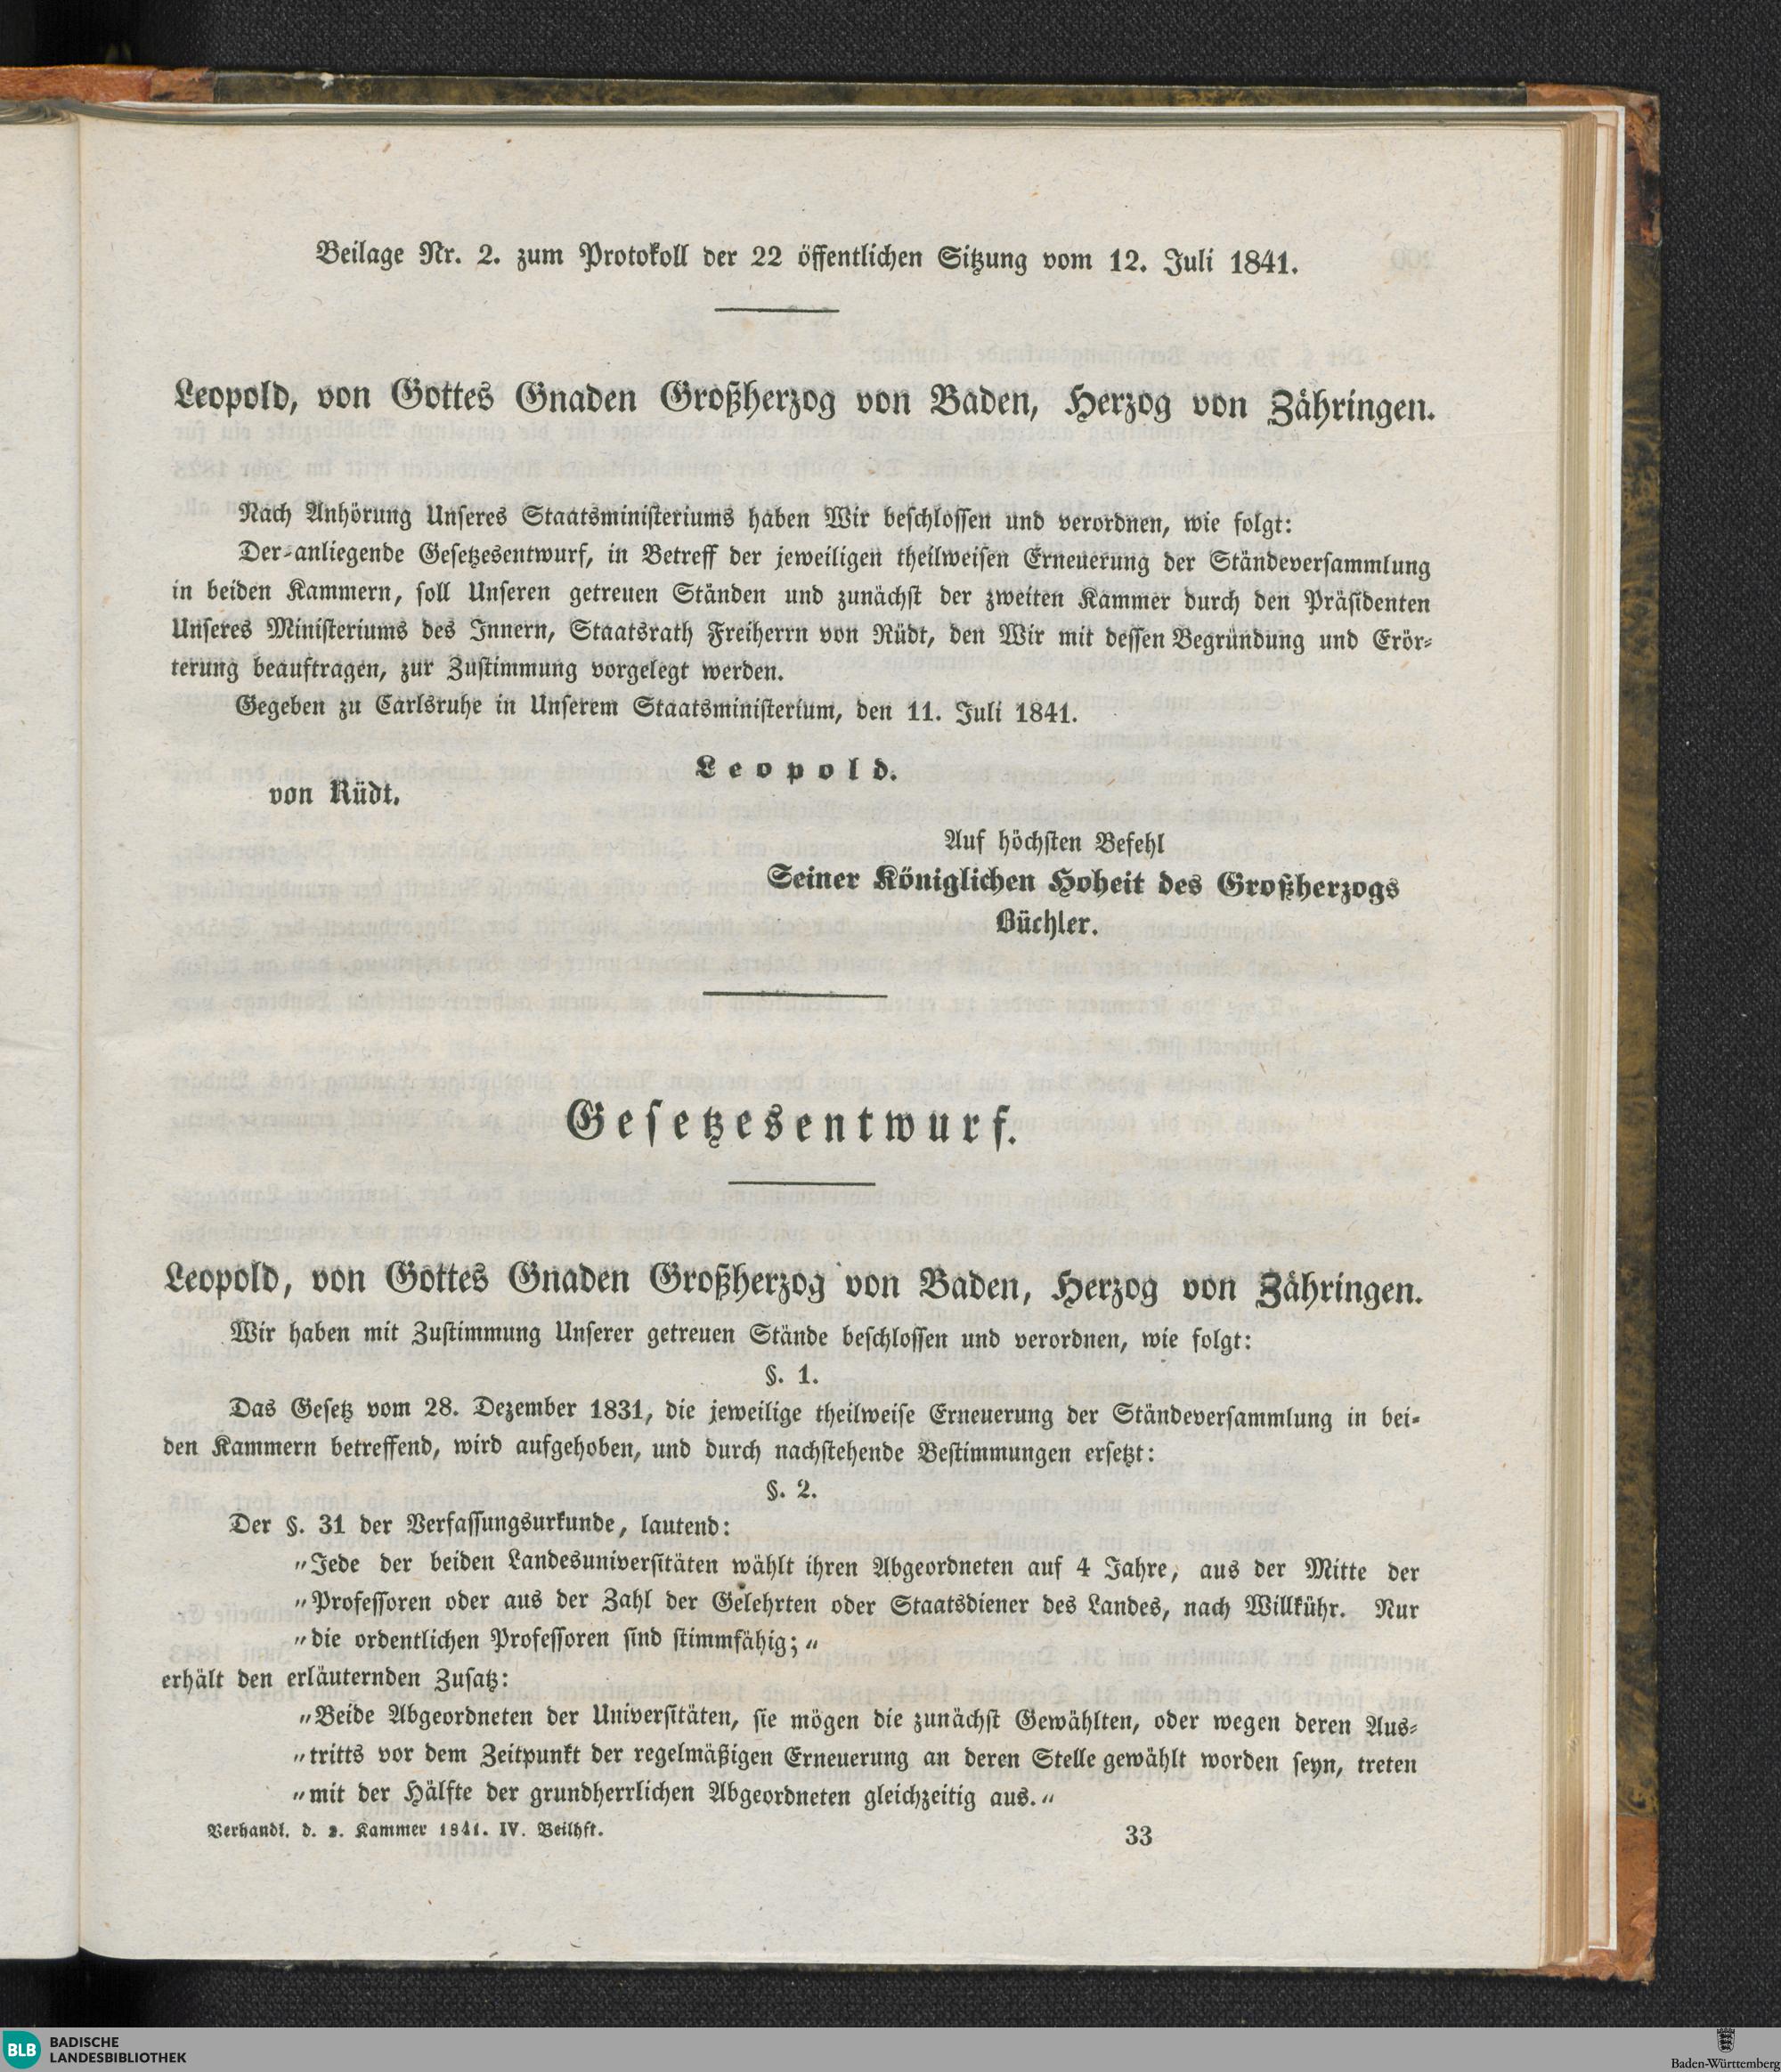 Beilage Nr. 2. zum Protokoll der 22 öffentlichen Sitzung vom 12. Juli 1841.
Leopold, von Gottes Gnaden Großherzog von Baden, Herzog von Zähringen.
Nach Anhörung Unseres Staatsministeriums haben Wir beschlossen und verordnen, wie folgt:
Der anliegende Gesetzesentwurf, in Betreff der jeweiligen theilweisen Erneuerung der Ständeversammlung
in beiden Kammern, soll Unseren getreuen Ständen und zunächst der zweiten Kammer durch den Präsidenten
Unseres Ministeriums des Innern, Staatsrath Freiherrn von Rüdt, den Wir mit dessen Begründung und Erör-
terung beauftragen, zur Zustimmung vorgelegt werden.
Gegeben zu Carlsruhe in Unserem Staatsministerium, den 11. Juli 1841.
Leopold.
von Rüdt.
Auf höchsten Befehl
Seiner Königlichen Hoheit des Großherzogs
Büchler.
Gesetzesentwurf.
Leopold, von Gottes Gnaden Großherzog von Baden, Herzog von Zähringen.
Wir haben mit Zustimmung Unserer getreuen Stände beschlossen und verordnen, wie folgt:
§. 1.
Das Gesetz vom 28. Dezember 1831, die jeweilige theilweise Erneuerung der Ständeversammlung in bei-
den Kammern betreffend, wird aufgehoben, und durch nachstehende Bestimmungen ersetzt:
§. 2.
Der §. 31 der Verfassungsurkunde, lautend:
„Jede der beiden Landesuniversitäten wählt ihren Abgeordneten auf 4 Jahre, aus der Mitte der
„Professoren oder aus der Zahl der Gelehrten oder Staatsdiener des Landes, nach Willkühr. Nur
„die ordentlichen Professoren sind stimmfähig;„
erhält den erläuternden Zusatz:
„Beide Abgeordneten der Universitäten, sie mögen die zunächst Gewählten, oder wegen deren Aus-
„tritts vor dem Zeitpunkt der regelmäßigen Erneuerung an deren Stelle gewählt worden seyn, treten
„mit der Hälfte der grundherrlichen Abgeordneten gleichzeitig aus.„
Verhandl. d. 2. Kammer 1841. IV. Beilhft. 33
BLB BADISCHE
LANDESBIBLIOTHEK
Baden-Württemberg